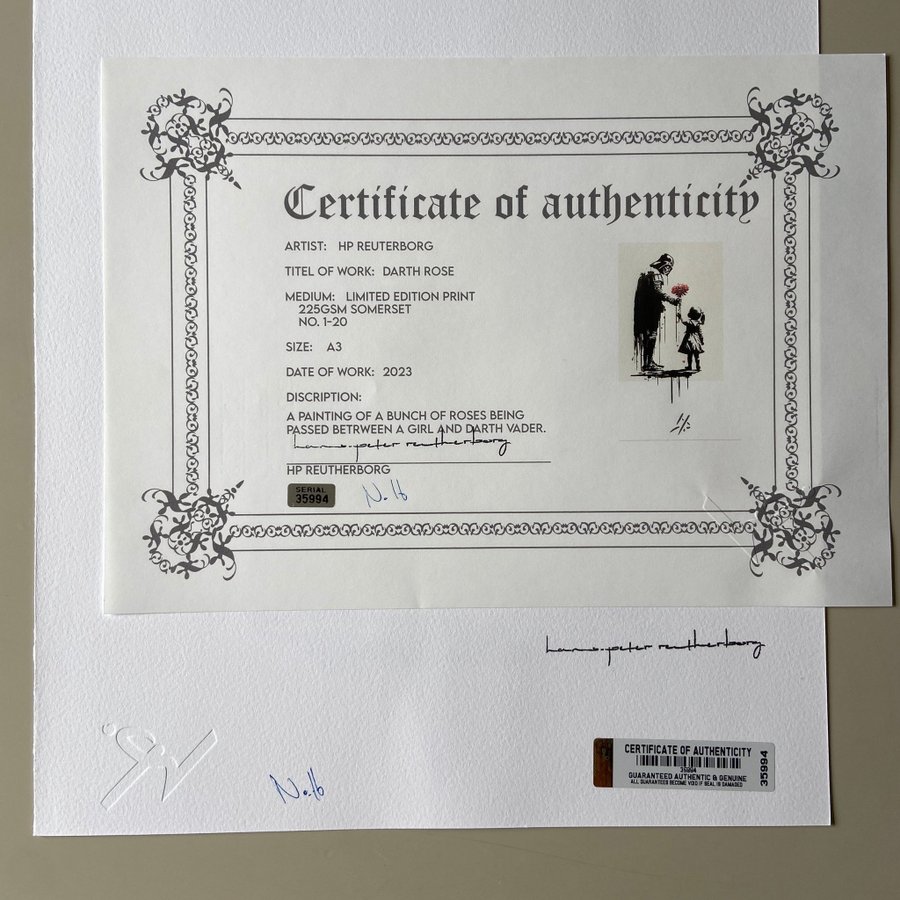 Certificate of authenticity
ARTIST: HP REUTERBORG
TITEL OF WORK: DARTH ROSE
MEDIUM: LIMITED EDITION PRINT
225GSM SOMERSET
NO. 1-20
SIZE: A3
DATE OF WORK: 2023
DISCRIPTION:
A PAINTING OF A BUNCH OF ROSES BEING
PASSED BETRWEEN A GIRL AND DARTH VADER.
hans-peter reutherborg
HP REUTHERBORG
SERIAL
35994
No. 16
hans-peter reutherborg
No. 16
CERTIFICATE OF AUTHENTICITY
35994
GUARANTEED AUTHENTIC & GENUINE
ALL GUARANTEES BECOME VOID IF SEAL IS DAMAGED
35994